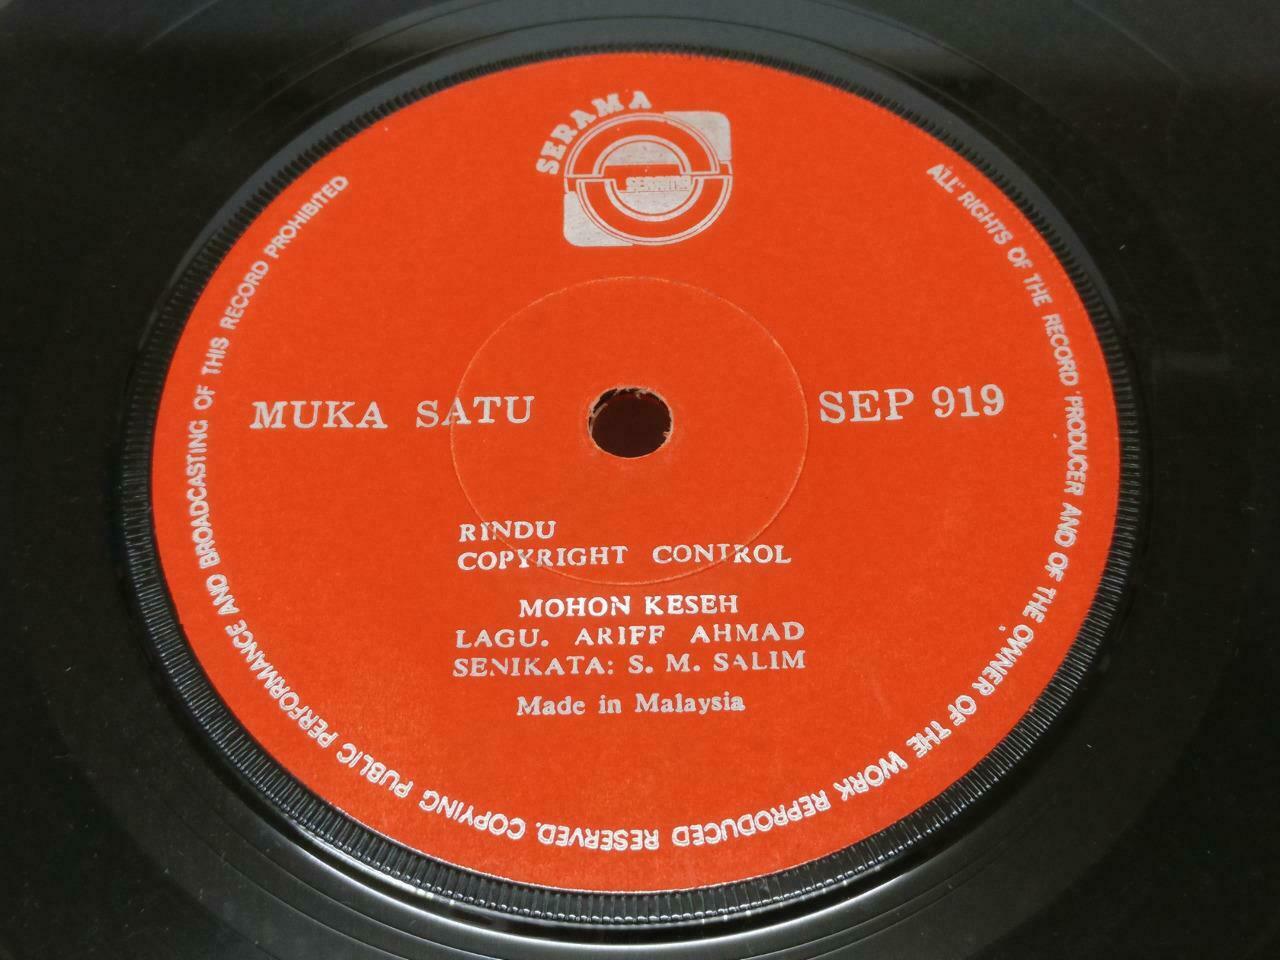 SERAMA
SERAMA
MUKA SATU
SEP 919
RINDU
COPYRIGHT CONTROL
MOHON KESEH
LAGU. ARIFF AHMAD
SENIKATA: S. M. SALIM
Made in Malaysia
ALL RIGHTS OF THE RECORD PRODUCER AND OF THE OWNER OF THE WORK REPRODUCED RESERVED. COPYING PUBLIC PERFORMANCE AND BROADCASTING OF THIS RECORD PROHIBITED